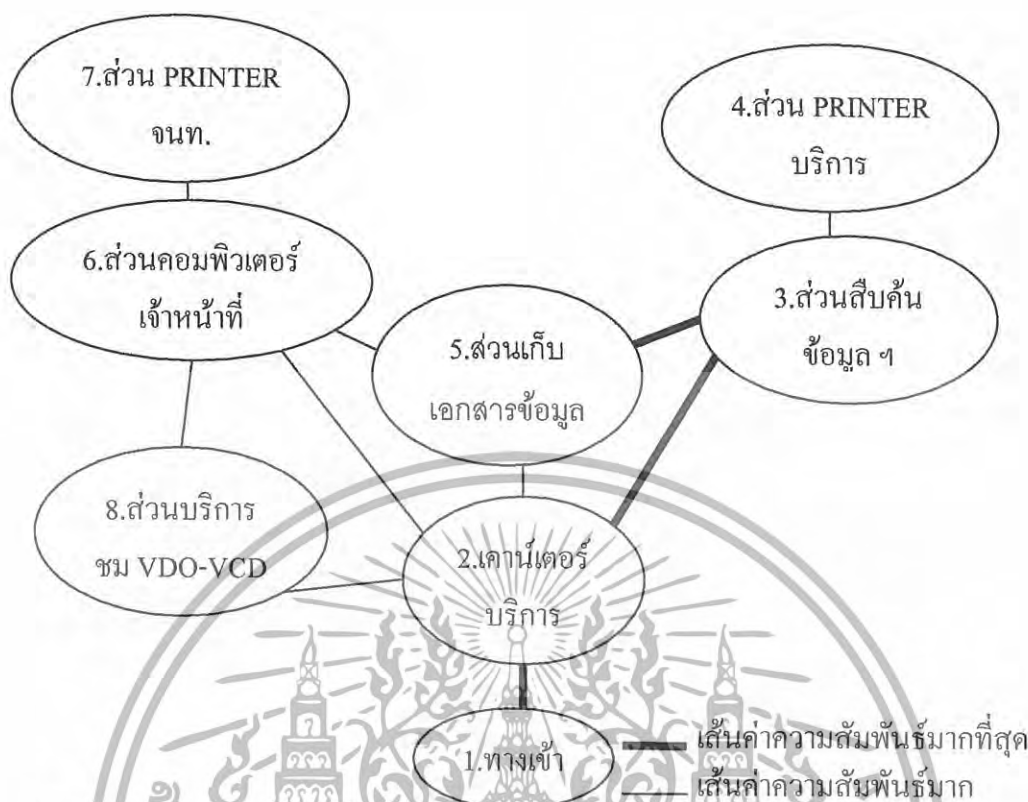 7.ส่วน PRINTER
จนท.
4.ส่วน PRINTER
บริการ
6.ส่วนคอมพิวเตอร์
เจ้าหน้าที่
3.ส่วนสืบค้น
ข้อมูล ฯ
5.ส่วนเก็บ
เอกสารข้อมูล
8.ส่วนบริการ
ชม VDO-VCD
2.เคาน์เตอร์
บริการ
1.ทางเข้า
เส้นค่าความสัมพันธ์มากที่สุด
เส้นค่าความสัมพันธ์มาก